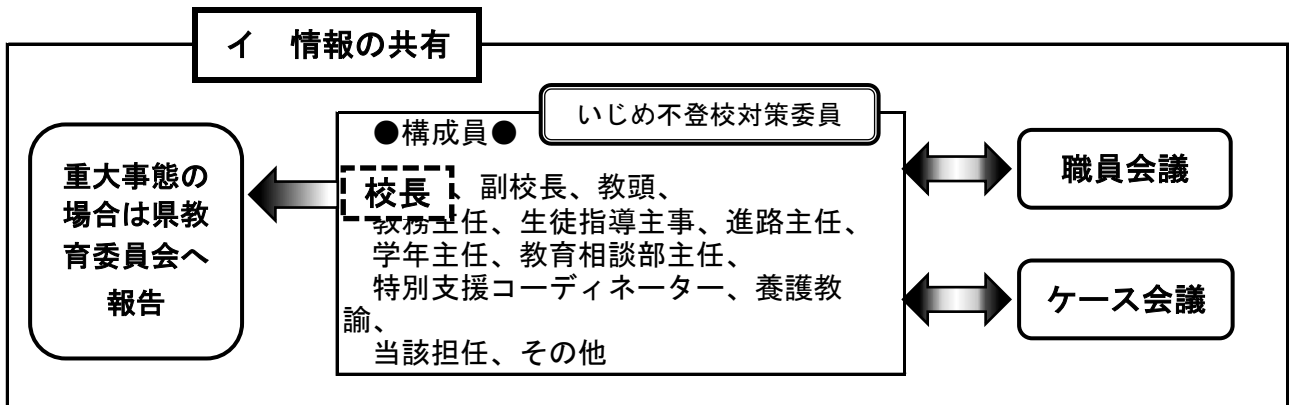 イ 情報の共有
いじめ不登校対策委員
●構成員●
校長、副校長、教頭、
教務主任、生徒指導主事、進路主任、
学年主任、教育相談部主任、
特別支援コーディネーター、養護教
諭、
当該担任、その他
重大事態の
場合は県教
育委員会へ
報告
職員会議
ケース会議